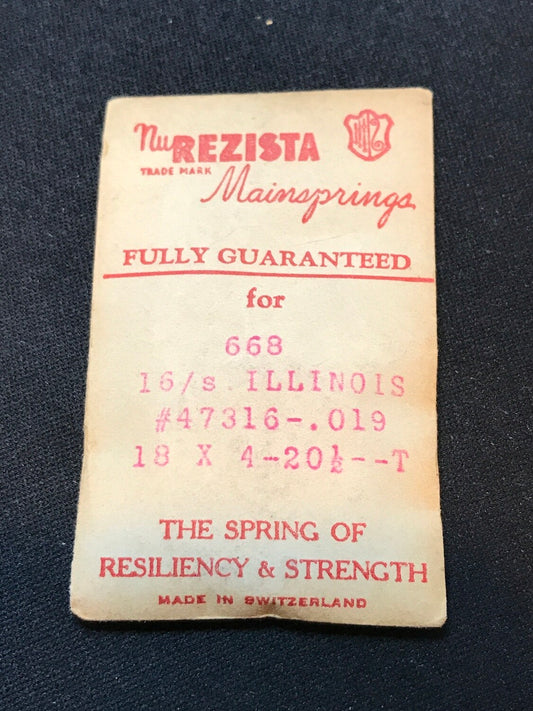 Nu REZISTA
TRADE MARK
Mainsprings
FULLY GUARANTEED
for
668
16/s ILLINOIS
#47316-.019
18 X 4-20½--T
THE SPRING OF
RESILIENCY & STRENGTH
MADE IN SWITZERLAND